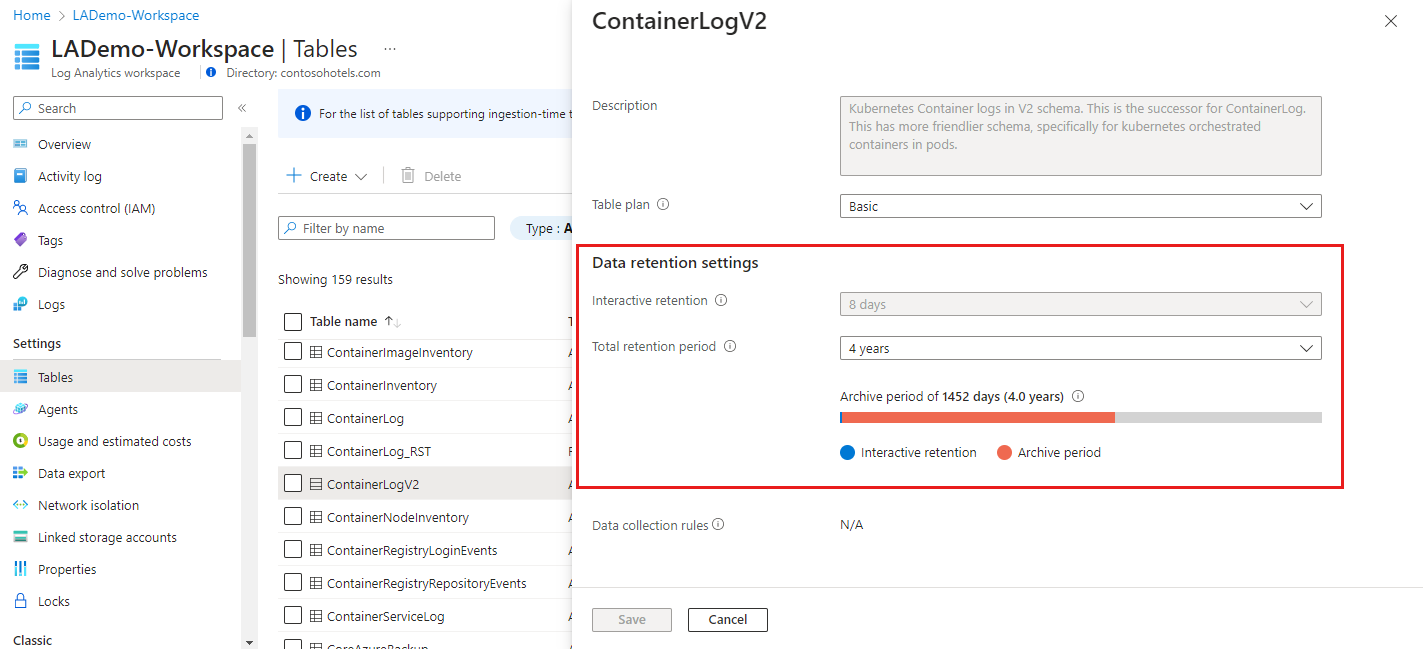 Home > LADemo-Workspace
LADemo-Workspace | Tables ...
Log Analytics workspace
Directory: contosohotels.com
Search
«
Overview
Activity log
Access control (IAM)
Tags
Diagnose and solve problems
Logs
Settings
Tables
Agents
Usage and estimated costs
Data export
Network isolation
Linked storage accounts
Properties
Locks
Classic
For the list of tables supporting ingestion-time
Create
Delete
Filter by name
Type :
Showing 159 results
Table name
ContainerImageInventory
ContainerInventory
ContainerLog
ContainerLog_RST
ContainerLogV2
ContainerNodeInventory
ContainerRegistryLoginEvents
ContainerRegistryRepositoryEvents
ContainerServiceLog
CoreAzureBackup
ContainerLogV2
Description
Kubernetes Container logs in V2 schema. This is the successor for ContainerLog.
This has more friendlier schema, specifically for kubernetes orchestrated
containers in pods.
Table plan
Basic
Data retention settings
Interactive retention
8 days
Total retention period
4 years
Archive period of 1452 days (4.0 years)
Interactive retention
Archive period
Data collection rules
N/A
Save
Cancel